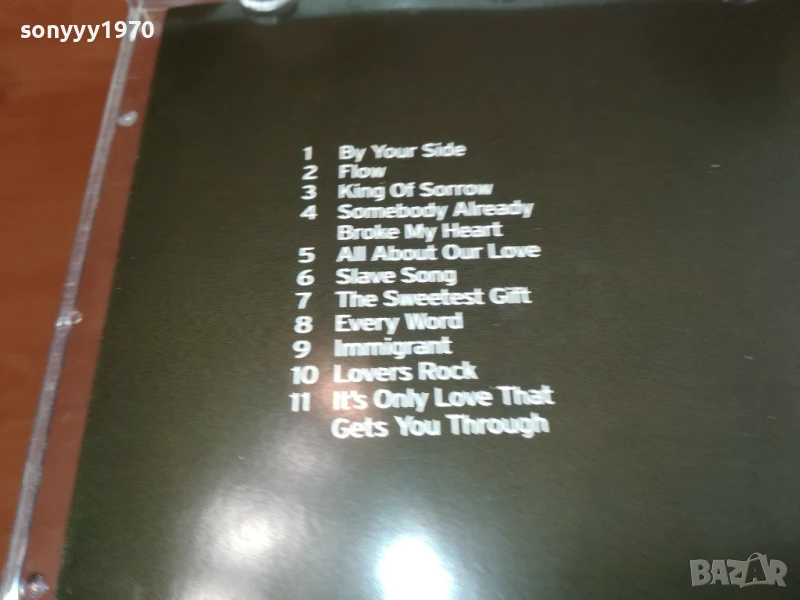 sonyyy1970
1 By Your Side
2 Flow
3 King Of Sorrow
4 Somebody Already
Broke My Heart
5 All About Our Love
6 Slave Song
7 The Sweetest Gift
8 Every Word
9 Immigrant
10 Lovers Rock
11 It's Only Love That
Gets You Through
BAZAR